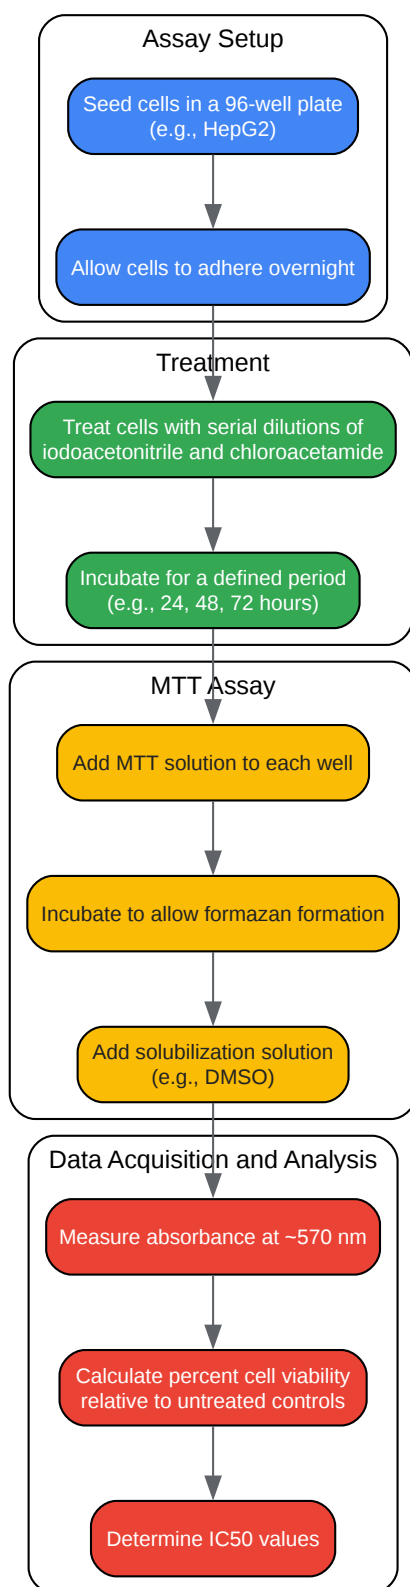 Assay Setup
Seed cells in a 96-well plate
(e.g., HepG2)
Allow cells to adhere overnight
Treatment
Treat cells with serial dilutions of
iodoacetonitrile and chloroacetamide
Incubate for a defined period
(e.g., 24, 48, 72 hours)
MTT Assay
Add MTT solution to each well
Incubate to allow formazan formation
Add solubilization solution
(e.g., DMSO)
Data Acquisition and Analysis
Measure absorbance at ~570 nm
Calculate percent cell viability
relative to untreated controls
Determine IC50 values